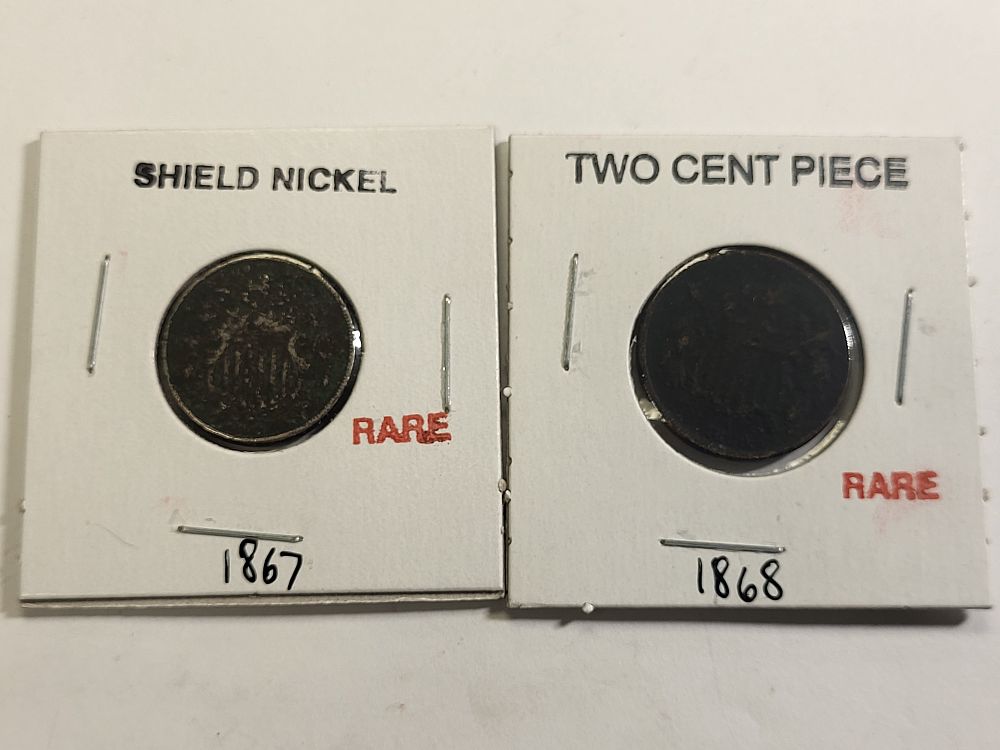 SHIELD NICKEL
RARE
1867
TWO CENT PIECE
RARE
1868